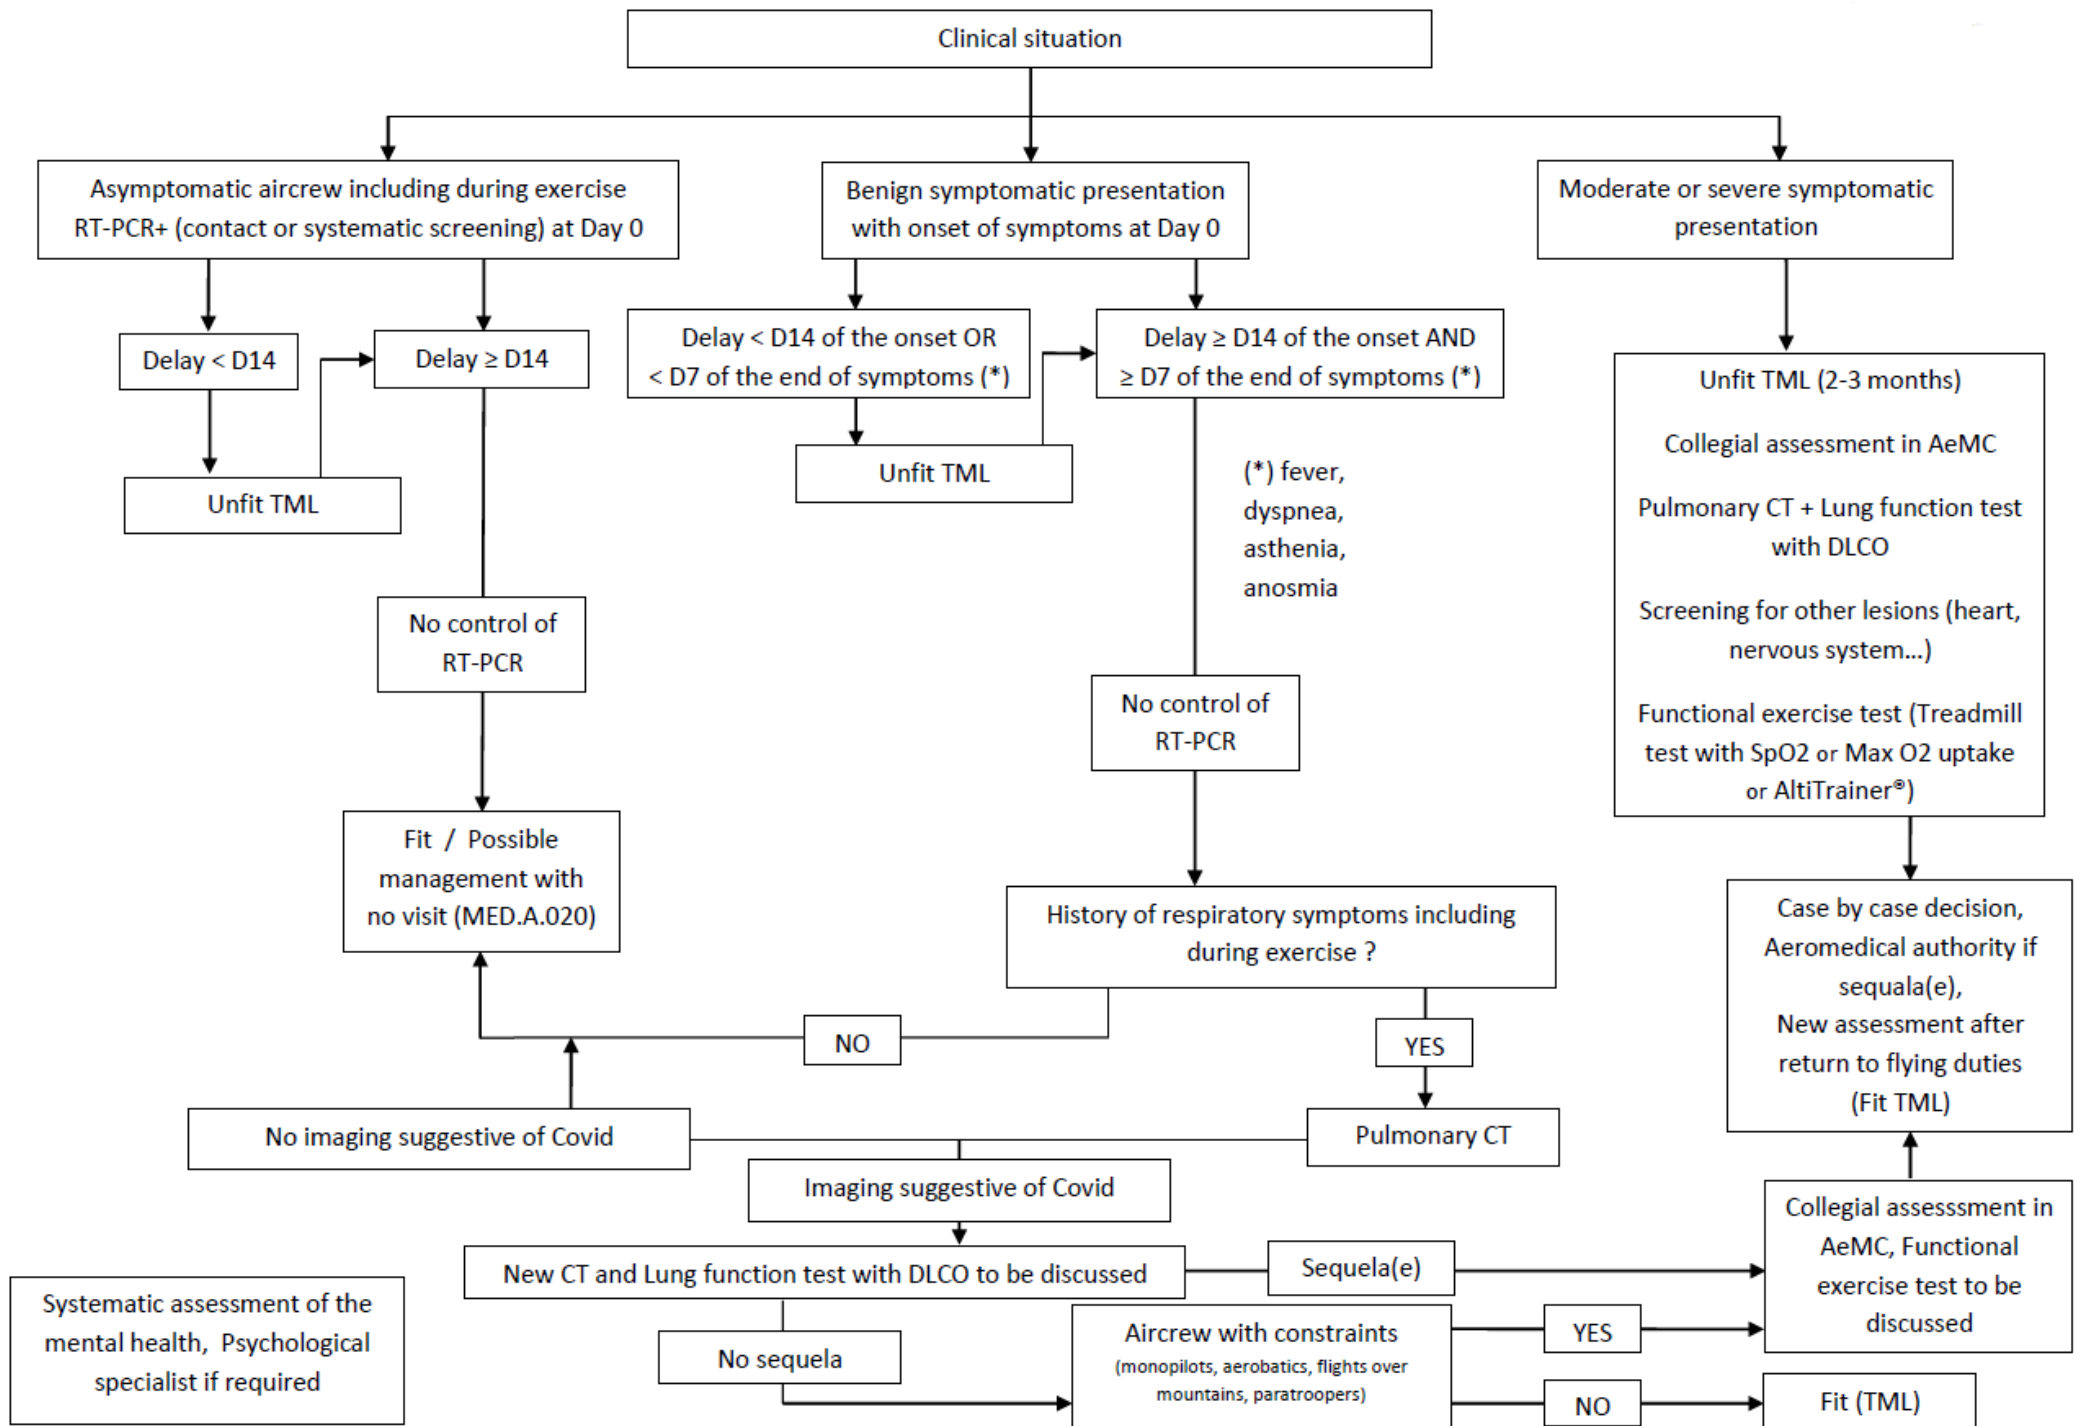 Clinical situation
Asymptomatic aircrew including during exercise
RT-PCR+ (contact or systematic screening) at Day 0
Benign symptomatic presentation
with onset of symptoms at Day 0
Moderate or severe symptomatic
presentation
Delay < D14
Delay ≥ D14
Delay < D14 of the onset OR
< D7 of the end of symptoms (*)
Delay ≥ D14 of the onset AND
≥ D7 of the end of symptoms (*)
Unfit TML
Unfit TML
(*) fever,
dyspnea,
asthenia,
anosmia
Unfit TML (2-3 months)
Collegial assessment in AeMC
Pulmonary CT + Lung function test
with DLCO
Screening for other lesions (heart,
nervous system...)
Functional exercise test (Treadmill
test with SpO2 or Max O2 uptake
or AltiTrainer®)
No control of
RT-PCR
No control of
RT-PCR
Fit / Possible
management with
no visit (MED.A.020)
History of respiratory symptoms including
during exercise ?
Case by case decision,
Aeromedical authority if
sequala(e),
New assessment after
return to flying duties
(Fit TML)
NO
YES
No imaging suggestive of Covid
Pulmonary CT
Imaging suggestive of Covid
New CT and Lung function test with DLCO to be discussed
Sequela(e)
Collegial assesssment in
AeMC, Functional
exercise test to be
discussed
Systematic assessment of the
mental health, Psychological
specialist if required
No sequela
Aircrew with constraints
(monopilots, aerobatics, flights over
mountains, paratroopers)
YES
NO
Fit (TML)